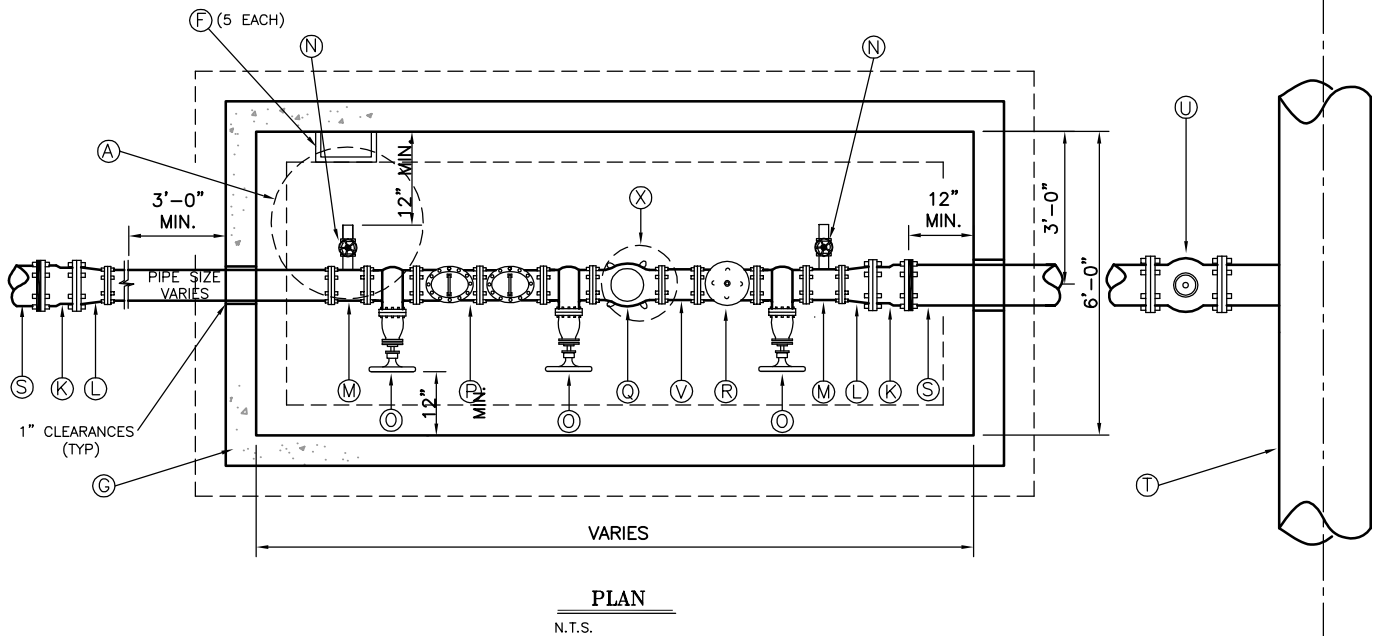 F (5 EACH)
N
N
U
A
12" MIN
X
3'-0"
MIN.
12"
MIN.
3'-0"
6'-0"
PIPE SIZE
VARIES
S
K
L
M
O
12"
MIN.
P
O
Q
V
R
O
M
L
K
S
1" CLEARANCES
(TYP)
G
T
VARIES
PLAN
N.T.S.